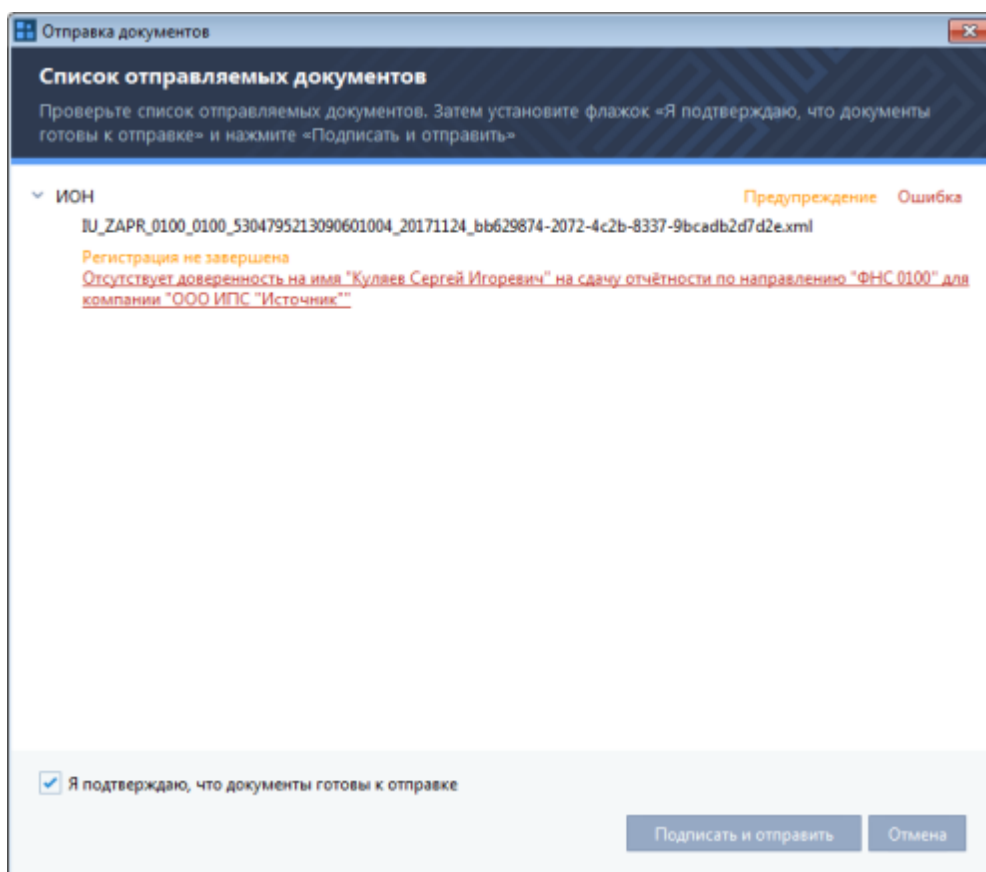 Отправка документов
Список отправляемых документов
Проверьте список отправляемых документов. Затем установите флажок «Я подтверждаю, что документы
готовы к отправке» и нажмите «Подписать и отправить»
ИОН Предупреждение Ошибка
IU_ZAPR_0100_0100_5304795213090601004_20171124_bb629874-2072-4c2b-8337-9bcadb2d7d2e.xml
Регистрация не завершена
Отсутствует доверенность на имя "Куляев Сергей Игоревич" на сдачу отчётности по направлению "ФНС 0100" для
компании "ООО ИПС "Источник""
Я подтверждаю, что документы готовы к отправке
Подписать и отправить Отмена